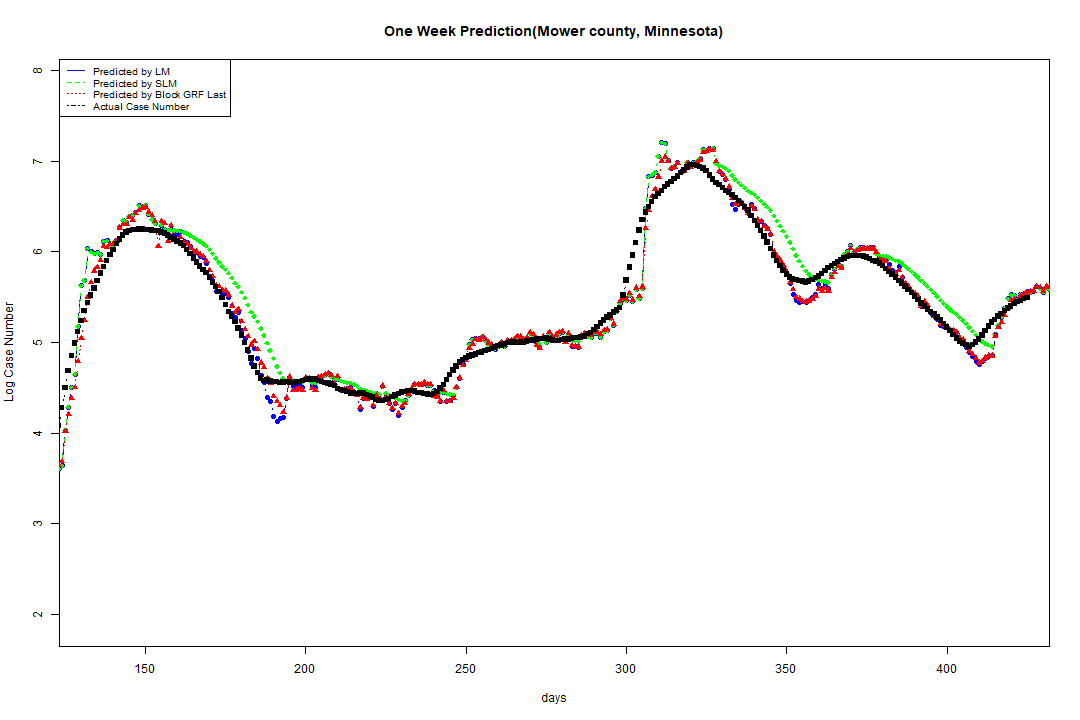 One Week Prediction(Mower county, Minnesota)
Predicted by LM
Predicted by SLM
Predicted by Block GRF Last
Actual Case Number
8
7
6
5
4
3
2
Log Case Number
150 200 250 300 350 400
days